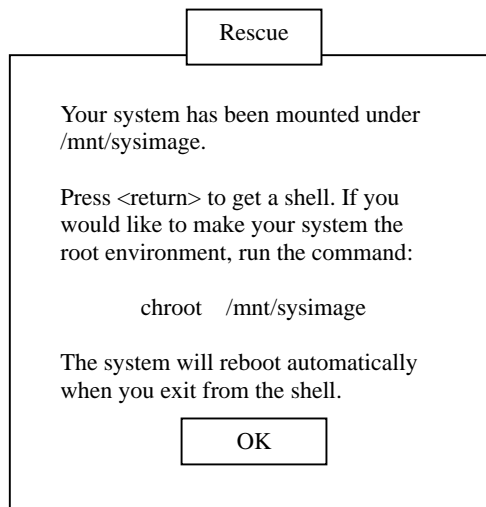 Rescue
Your system has been mounted under
/mnt/sysimage.
Press <return> to get a shell. If you
would like to make your system the
root environment, run the command:
chroot /mnt/sysimage
The system will reboot automatically
when you exit from the shell.
OK